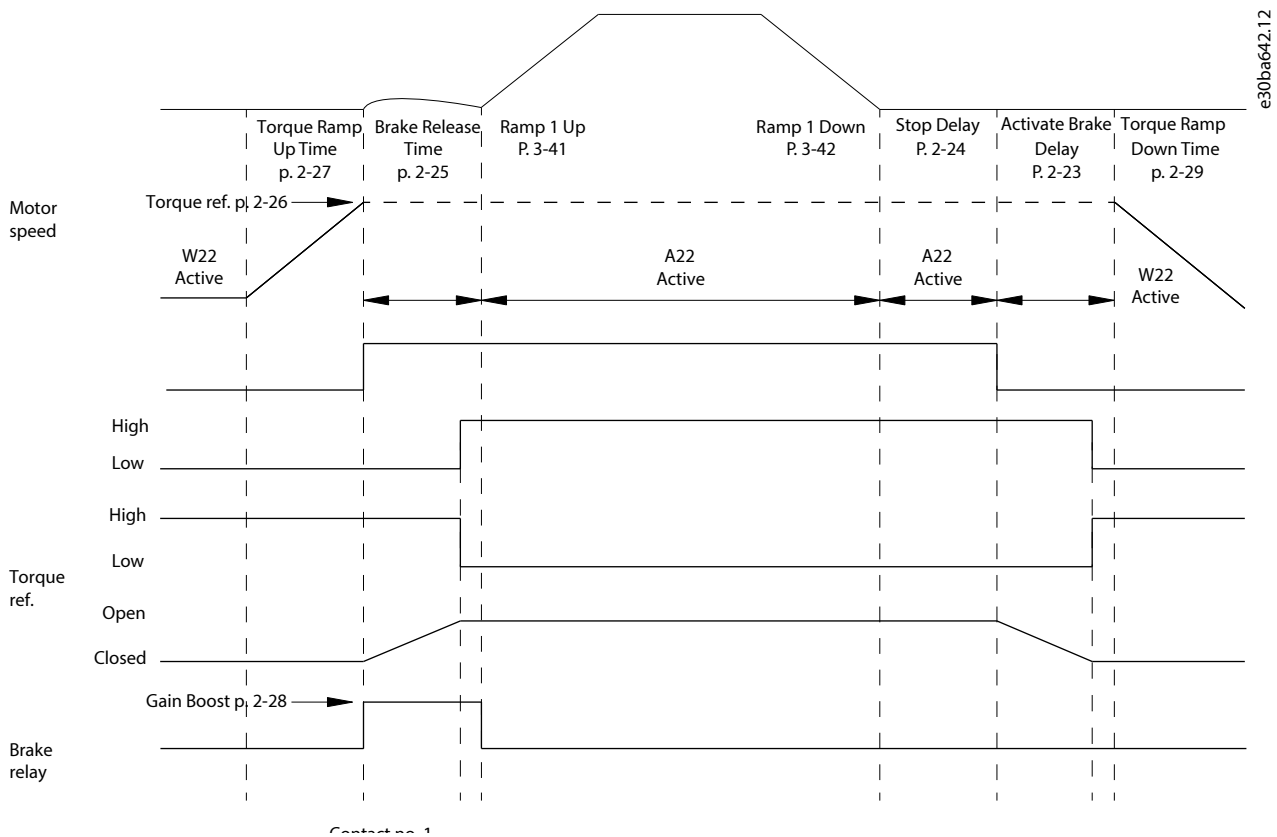 e30ba642.12
Torque Ramp
Up Time
p. 2-27
Brake Release
Time
p. 2-25
Ramp 1 Up
P. 3-41
Ramp 1 Down
P. 3-42
Stop Delay
P. 2-24
Activate Brake
Delay
P. 2-23
Torque Ramp
Down Time
p. 2-29
Motor
speed
Torque ref. p. 2-26
W22
Active
A22
Active
A22
Active
W22
Active
High
Low
High
Low
Torque
ref.
Open
Closed
Gain Boost p. 2-28
Brake
relay
Contact no. 1